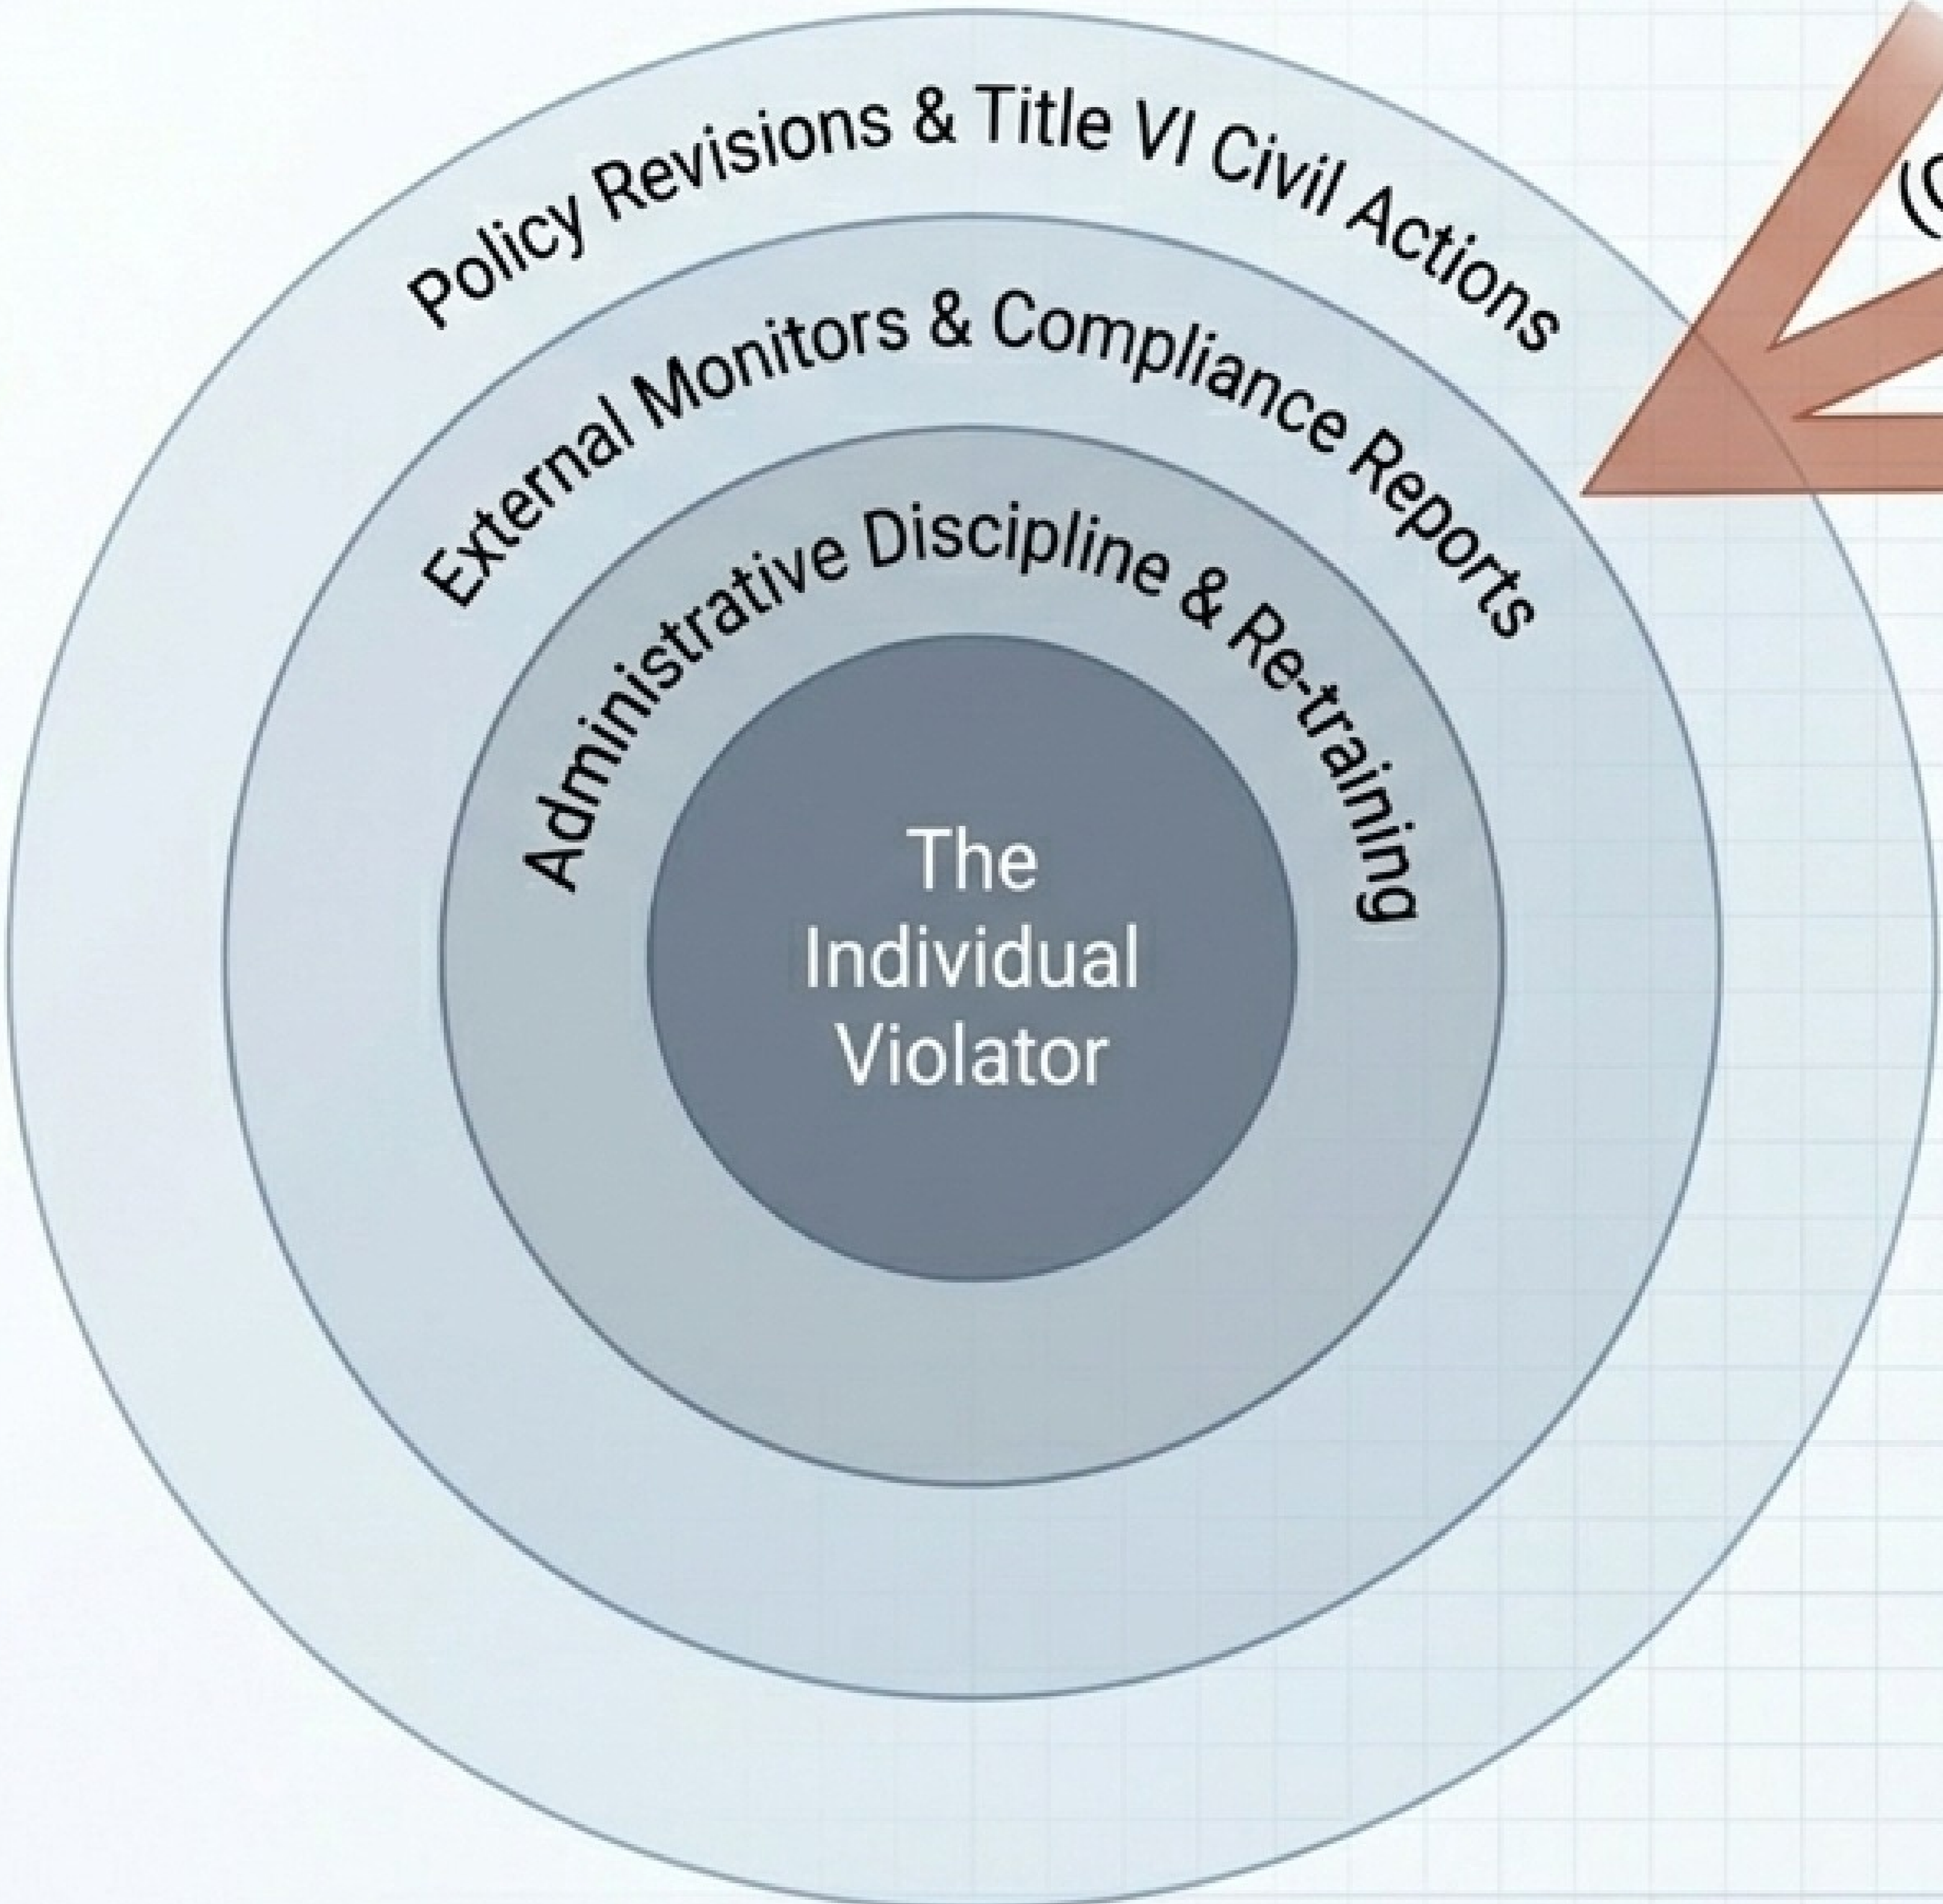 Policy Revisions & Title VI Civil Actions
External Monitors & Compliance Reports
Administrative Discipline & Re-training
The
Individual
Violator